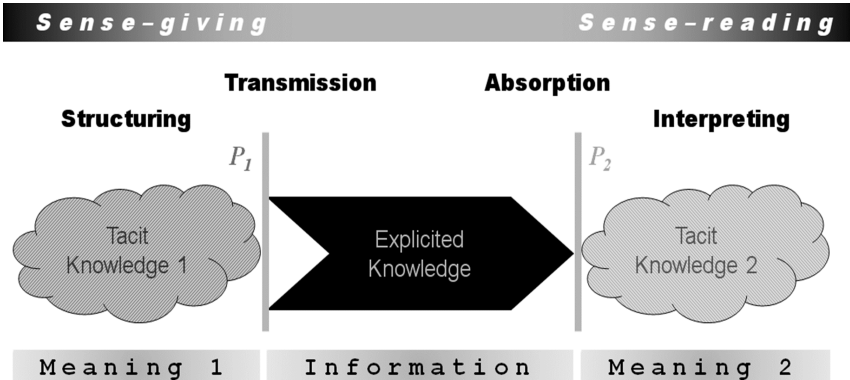 Sense-giving Sense-reading
Transmission Absorption
Structuring Interpreting
P1 P2
Tacit
Knowledge 1
Explicited
Knowledge
Tacit
Knowledge 2
Meaning 1 Information Meaning 2